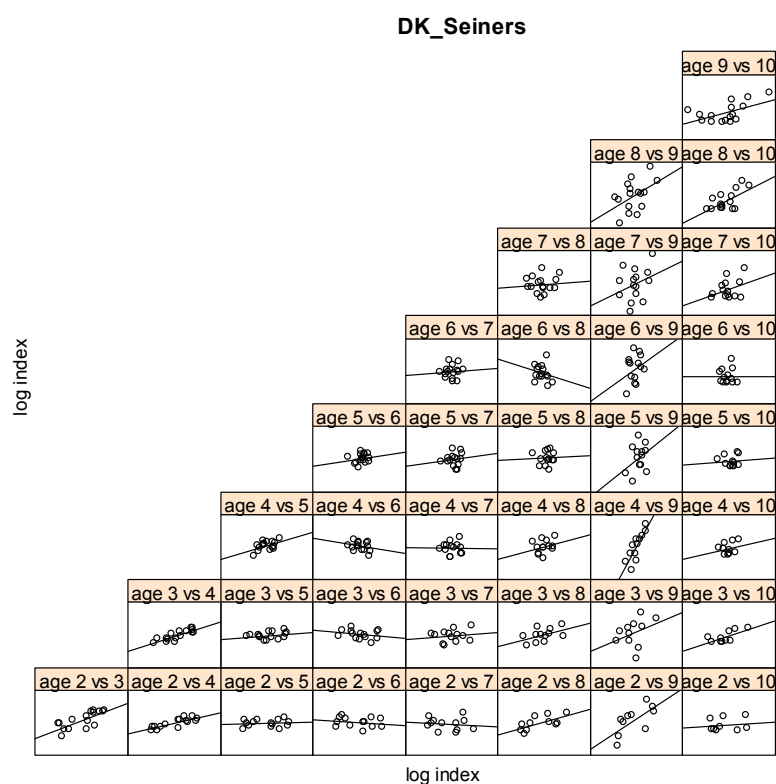 DK_Seiners
age 9 vs 10
age 8 vs 9 age 8 vs 10
age 7 vs 8 age 7 vs 9 age 7 vs 10
age 6 vs 7 age 6 vs 8 age 6 vs 9 age 6 vs 10
log index
age 5 vs 6 age 5 vs 7 age 5 vs 8 age 5 vs 9 age 5 vs 10
age 4 vs 5 age 4 vs 6 age 4 vs 7 age 4 vs 8 age 4 vs 9 age 4 vs 10
age 3 vs 4 age 3 vs 5 age 3 vs 6 age 3 vs 7 age 3 vs 8 age 3 vs 9 age 3 vs 10
age 2 vs 3 age 2 vs 4 age 2 vs 5 age 2 vs 6 age 2 vs 7 age 2 vs 8 age 2 vs 9 age 2 vs 10
log index